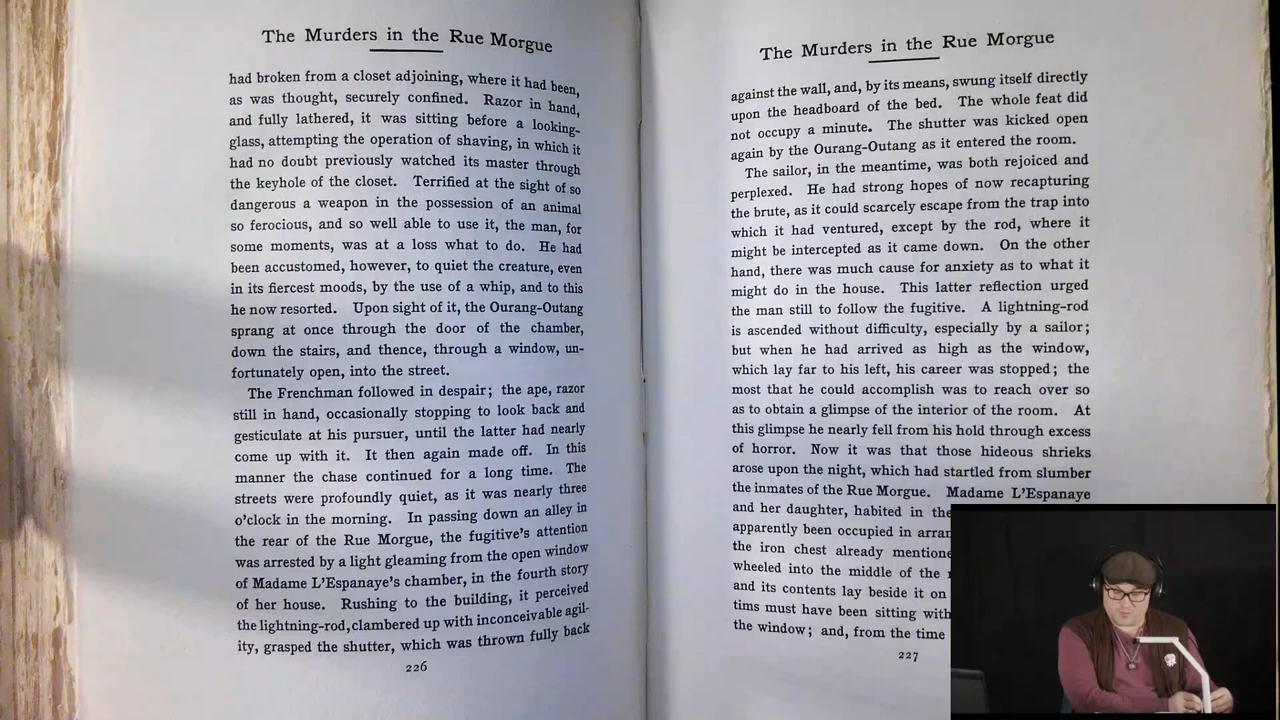 The Murders in the Rue Morgue
had broken from a closet adjoining, where it had been,
as was thought, securely confined. Razor in hand,
and fully lathered, it was sitting before a looking-
glass, attempting the operation of shaving, in which it
had no doubt previously watched its master through
the keyhole of the closet. Terrified at the sight of so
dangerous a weapon in the possession of an animal
so ferocious, and so well able to use it, the man, for
some moments, was at a loss what to do. He had
been accustomed, however, to quiet the creature, even
in its fiercest moods, by the use of a whip, and to this
he now resorted. Upon sight of it, the Ourang-Outang
sprang at once through the door of the chamber,
down the stairs, and thence, through a window, un-
fortunately open, into the street.
The Frenchman followed in despair; the ape, razor
still in hand, occasionally stopping to look back and
gesticulate at his pursuer, until the latter had nearly
come up with it. It then again made off. In this
manner the chase continued for a long time. The
streets were profoundly quiet, as it was nearly three
o'clock in the morning. In passing down an alley in
the rear of the Rue Morgue, the fugitive's attention
was arrested by a light gleaming from the open window
of Madame L'Espanaye's chamber, in the fourth story
of her house. Rushing to the building, it perceived
the lightning-rod, clambered up with inconceivable agil-
ity, grasped the shutter, which was thrown fully back
226
The Murders in the Rue Morgue
against the wall, and, by its means, swung itself directly
upon the headboard of the bed. The whole feat did
not occupy a minute. The shutter was kicked open
again by the Ourang-Outang as it entered the room.
The sailor, in the meantime, was both rejoiced and
perplexed. He had strong hopes of now recapturing
the brute, as it could scarcely escape from the trap into
which it had ventured, except by the rod, where it
might be intercepted as it came down. On the other
hand, there was much cause for anxiety as to what it
might do in the house. This latter reflection urged
the man still to follow the fugitive. A lightning-rod
is ascended without difficulty, especially by a sailor;
but when he had arrived as high as the window,
which lay far to his left, his career was stopped; the
most that he could accomplish was to reach over so
as to obtain a glimpse of the interior of the room. At
this glimpse he nearly fell from his hold through excess
of horror. Now it was that those hideous shrieks
arose upon the night, which had startled from slumber
the inmates of the Rue Morgue. Madame L'Espanaye
and her daughter, habited in the
apparently been occupied in arran
the iron chest already mentione
wheeled into the middle of the
and its contents lay beside it on
tims must have been sitting with
the window; and, from the time
227